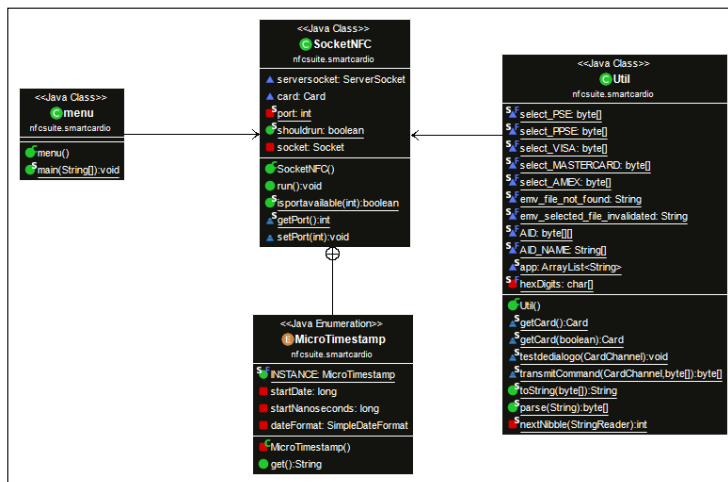 <<Java Class>>
menu
nfcsuite.smartcardio
menu()
main(String[]):void
<<Java Class>>
SocketNFC
nfcsuite.smartcardio
serversocket: ServerSocket
card: Card
port: int
shouldrun: boolean
socket: Socket
SocketNFC()
run():void
isportavailable(int):boolean
getPort():int
setPort(int):void
<<Java Enumeration>>
MicroTimestamp
nfcsuite.smartcardio
INSTANCE: MicroTimestamp
startDate: long
startNanoseconds: long
dateFormat: SimpleDateFormat
MicroTimestamp()
get():String
<<Java Class>>
Util
nfcsuite.smartcardio
select_PSE: byte[]
select_PPSE: byte[]
select_VISA: byte[]
select_MASTERCARD: byte[]
select_AMEX: byte[]
emv_file_not_found: String
emv_selected_file_invalidated: String
AID: byte[][]
AID_NAME: String[]
app: ArrayList<String>
hexDigits: char[]
Util()
getCard():Card
getCard(boolean):Card
testdedialogo(CardChannel):void
transmitCommand(CardChannel,byte[]):byte[]
toString(byte[]):String
parse(String):byte[]
nextNibble(StringReader):int